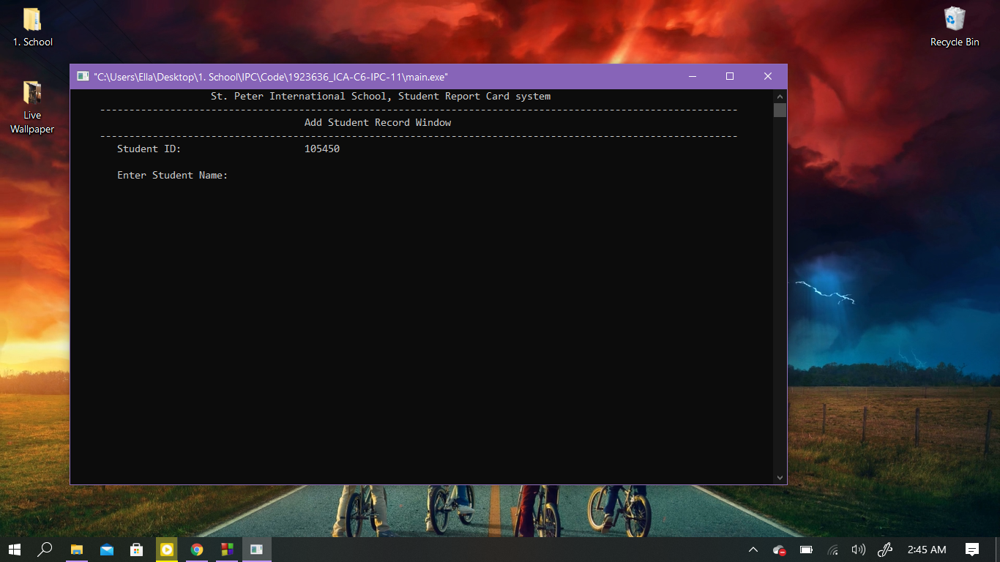 1. School
Recycle Bin
Live
Wallpaper
"C:\Users\Ella\Desktop\1. School\IPC\Code\1923636_ICA-C6-IPC-11\main.exe"
St. Peter International School, Student Report Card system
-------------------------------------------------------------------------------------------------------------
Add Student Record Window
-------------------------------------------------------------------------------------------------------------
Student ID: 105450
Enter Student Name:
2:45 AM